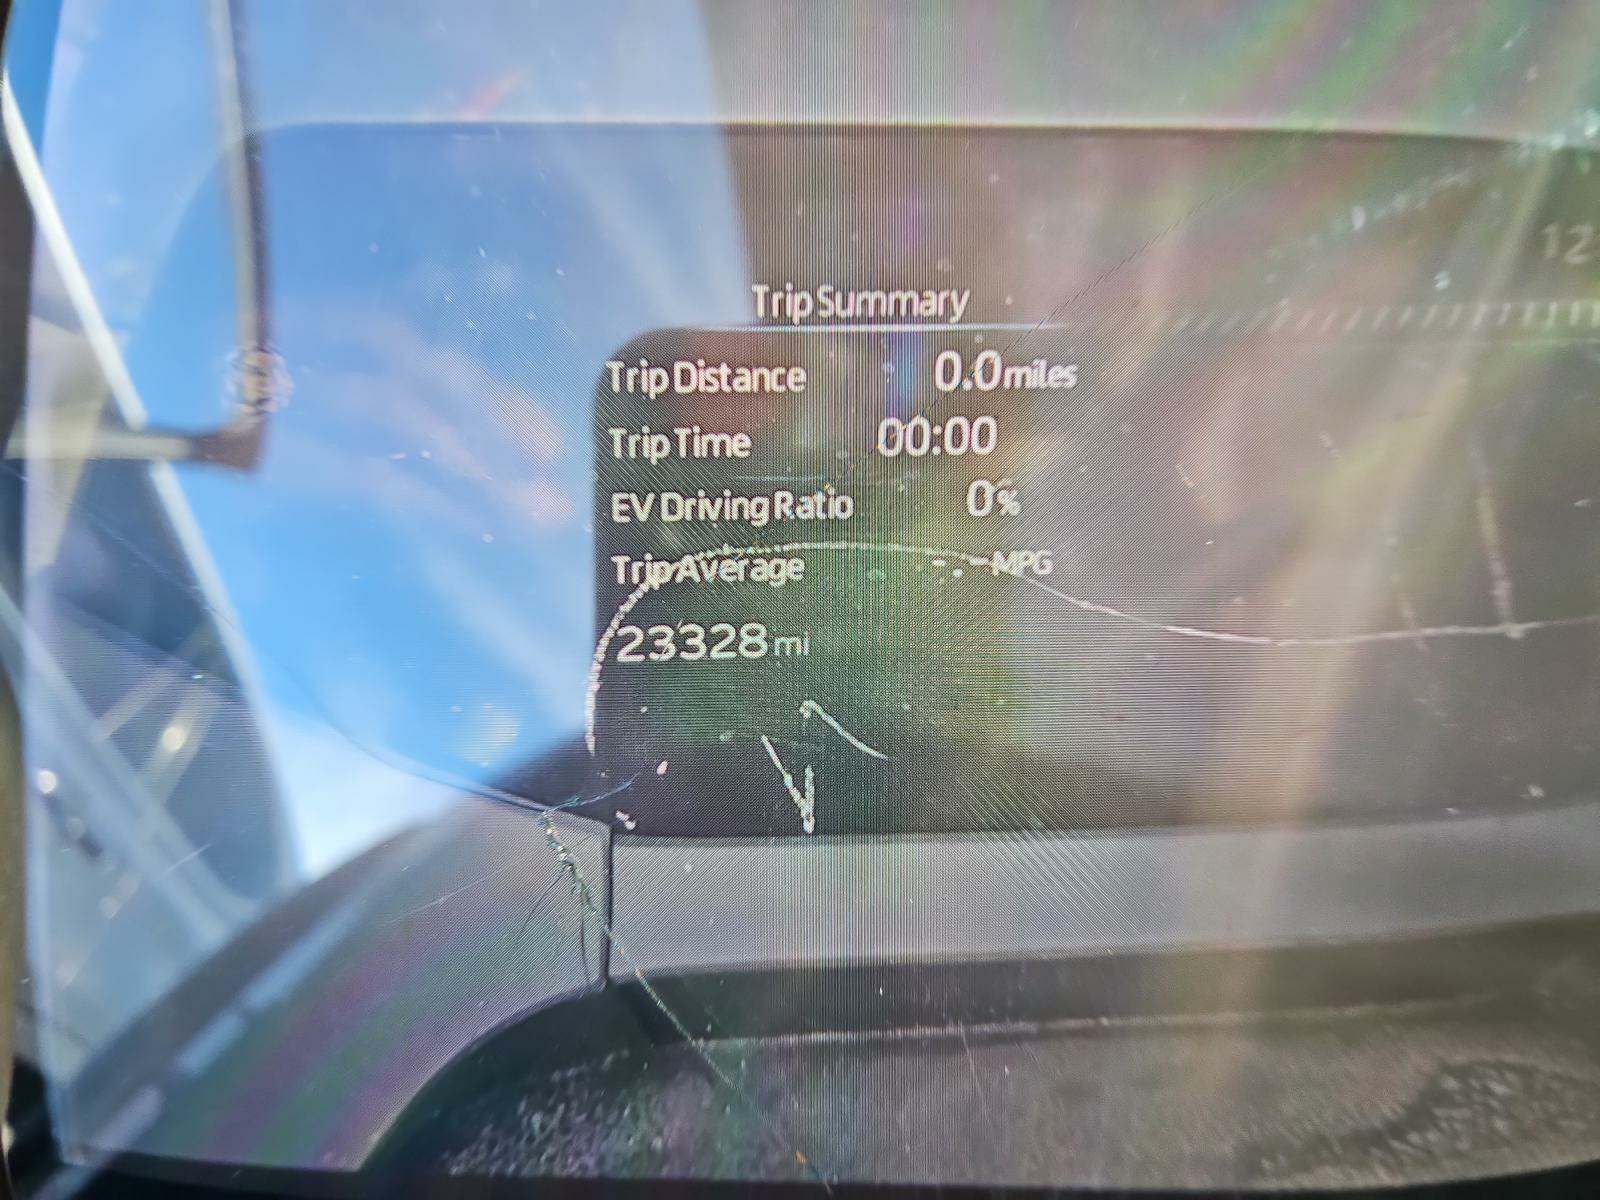 12
Trip Summary
Trip Distance 0.0 miles
Trip Time 00:00
EV Driving Ratio 0%
Trip Average --.- MPG
23328 mi